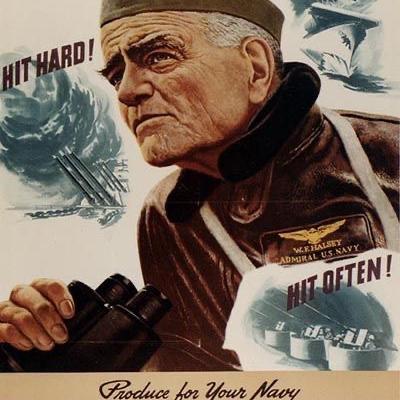 HIT HARD!
W.F. HALSEY
ADMIRAL U.S. NAVY
HIT OFTEN!
Produce for Your Navy